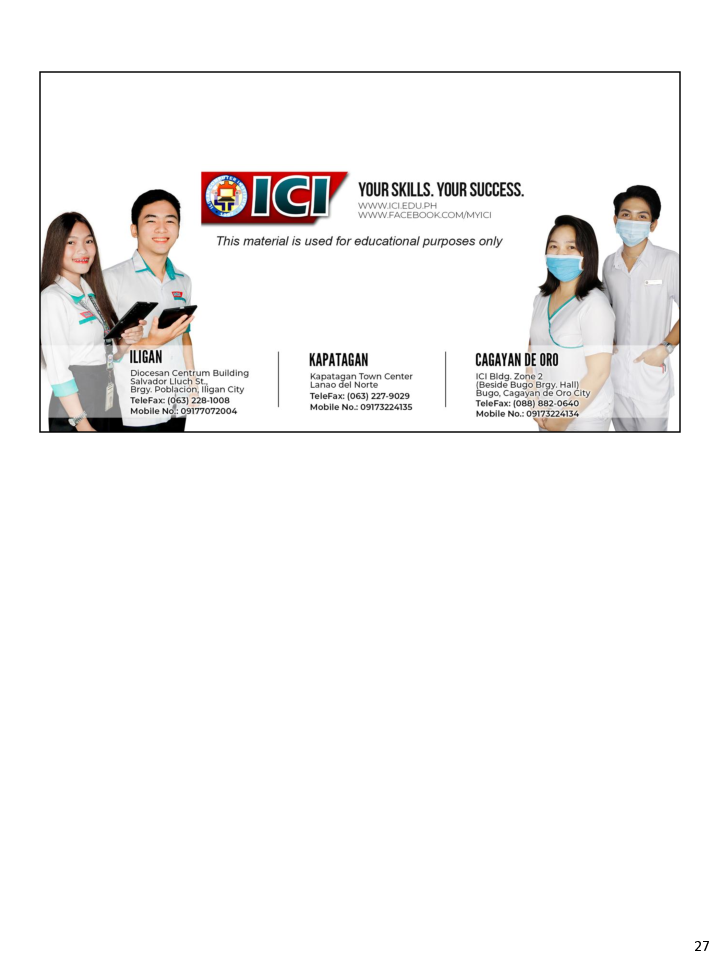 ICI
YOUR SKILLS. YOUR SUCCESS.
WWW.ICI.EDU.PH
WWW.FACEBOOK.COM/MYICI
This material is used for educational purposes only
ILIGAN
Diocesan Centrum Building
Salvador Lluch St.,
Brgy. Poblacion, Iligan City
TeleFax: (063) 228-1008
Mobile No.: 09177072004
KAPATAGAN
Kapatagan Town Center
Lanao del Norte
TeleFax: (063) 227-9029
Mobile No.: 09173224135
CAGAYAN DE ORO
ICI Bldg. Zone 2
(Beside Bugo Brgy. Hall)
Bugo, Cagayan de Oro City
TeleFax: (088) 882-0640
Mobile No.: 09173224134
27